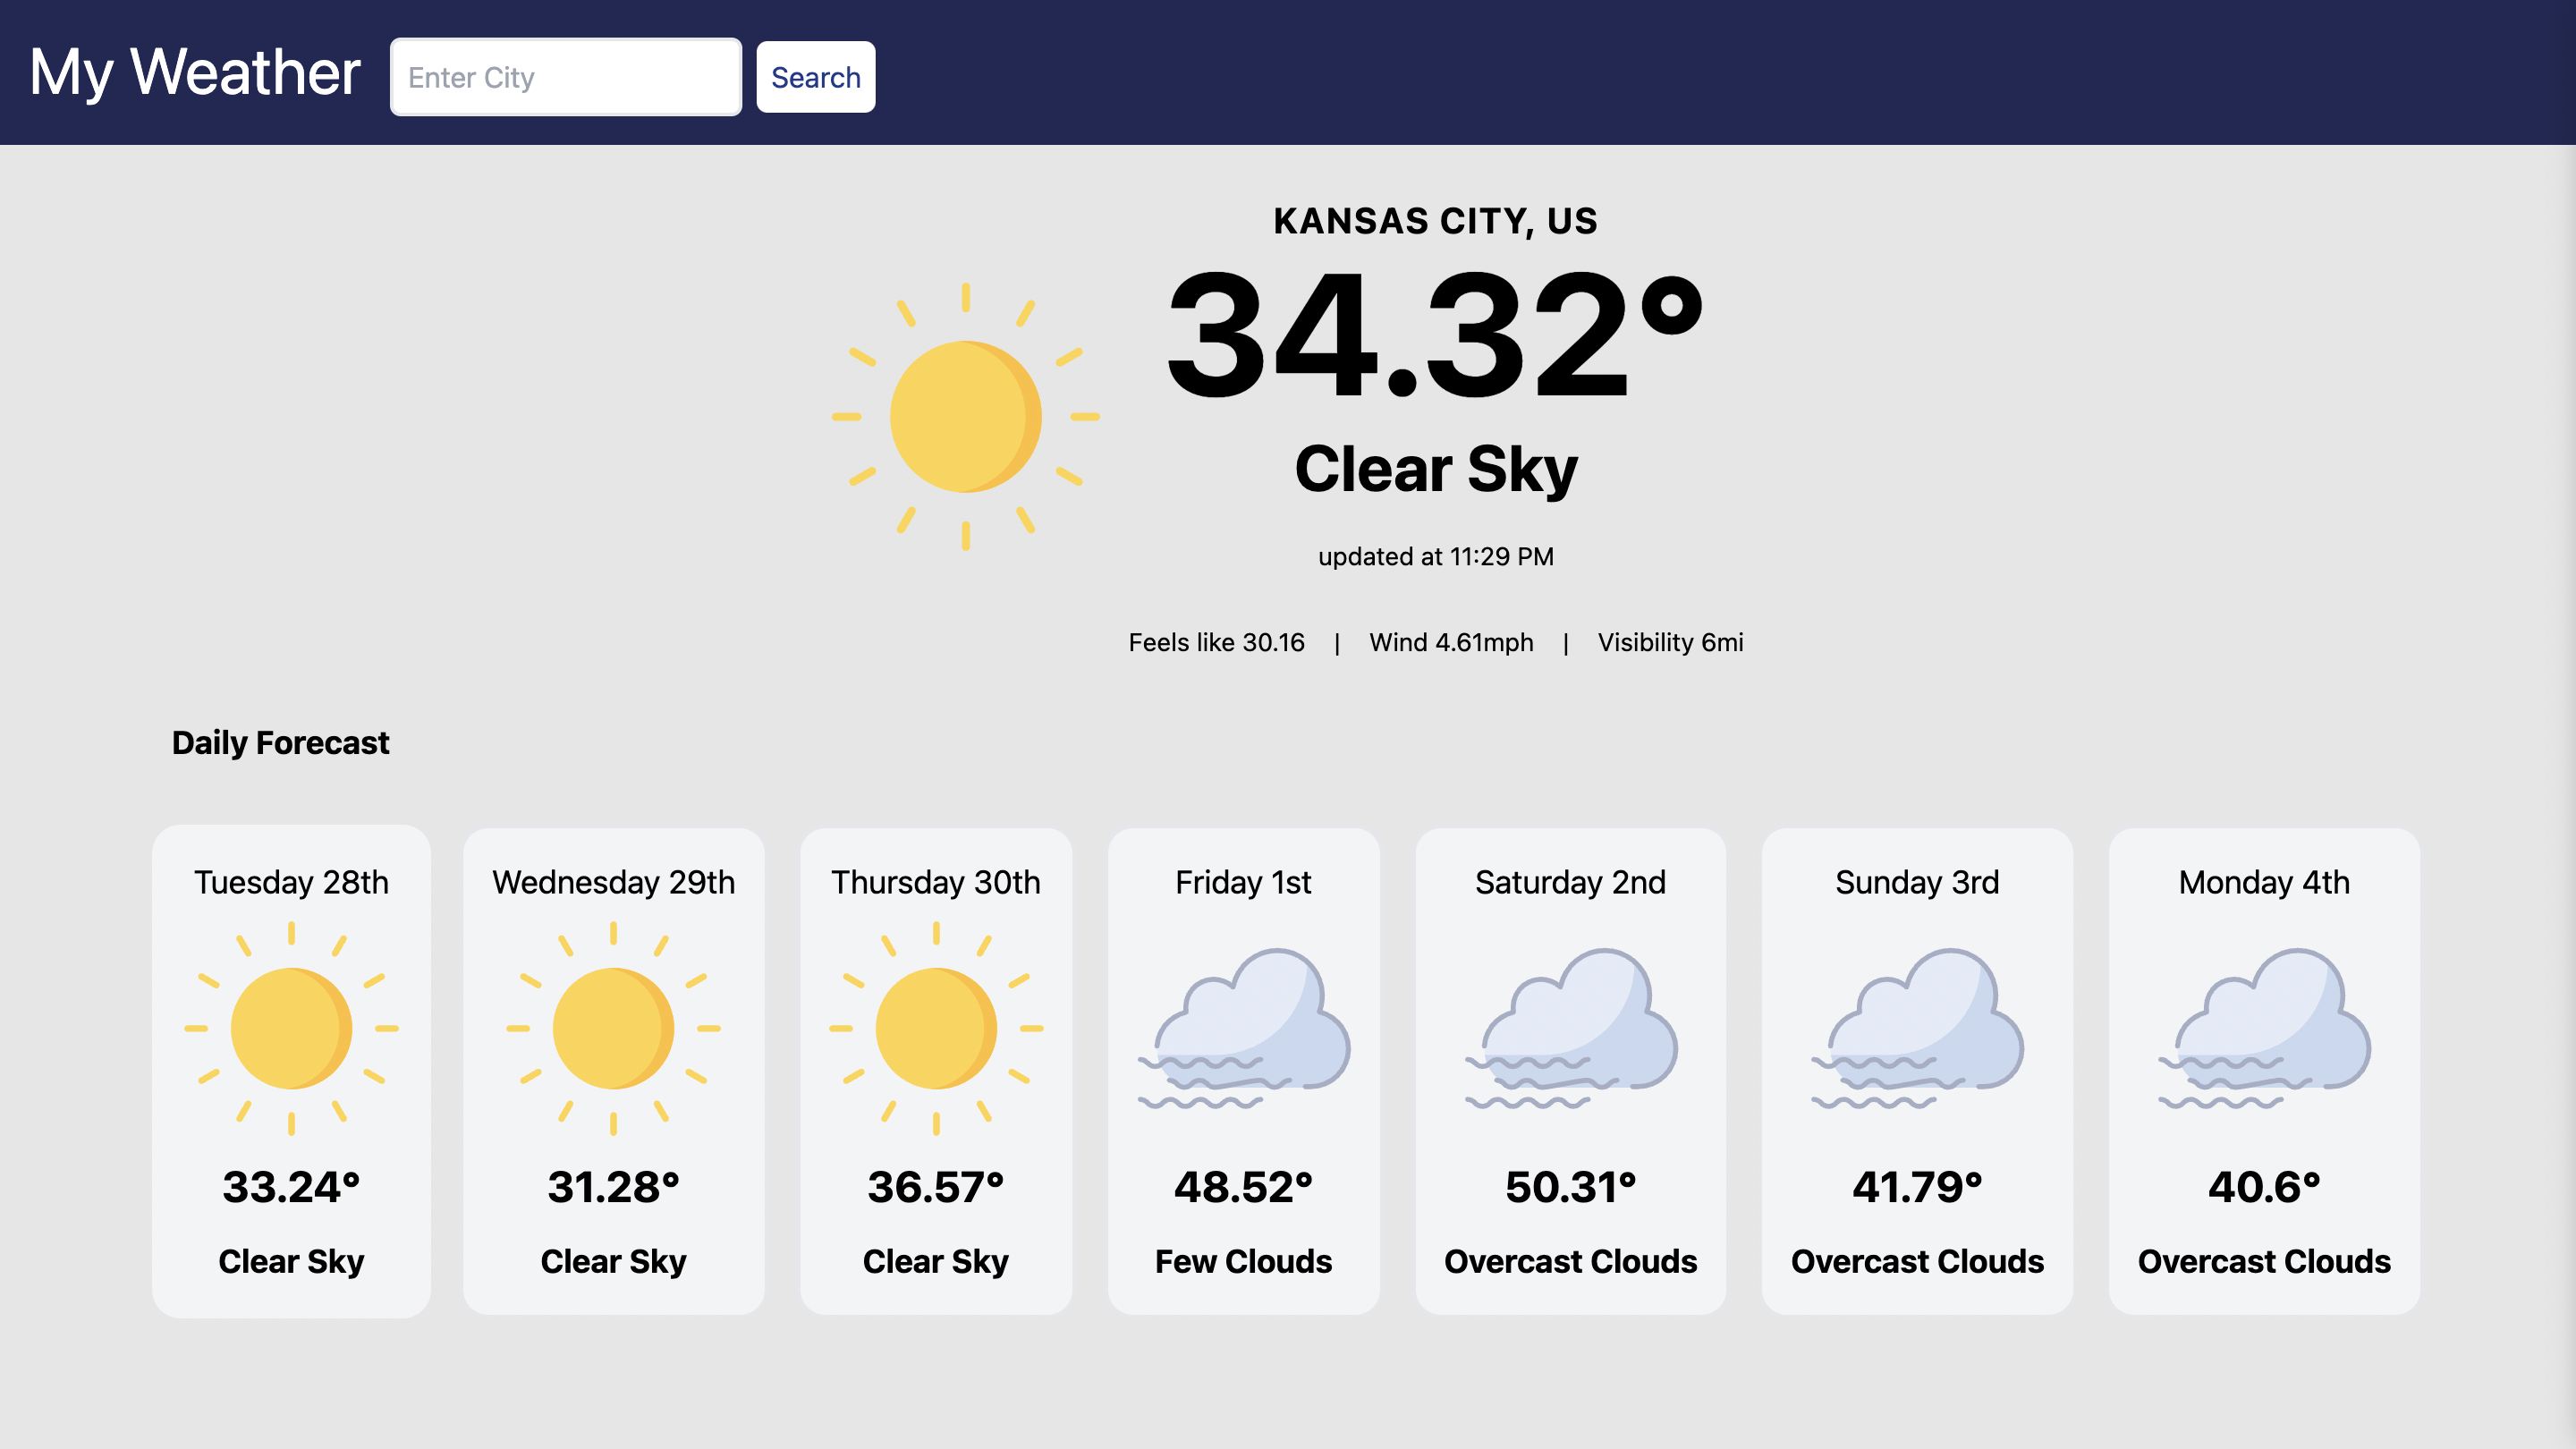 My Weather
Enter City
Search
KANSAS CITY, US
34.32°
Clear Sky
updated at 11:29 PM
Feels like 30.16 | Wind 4.61mph | Visibility 6mi
Daily Forecast
Tuesday 28th
33.24°
Clear Sky
Wednesday 29th
31.28°
Clear Sky
Thursday 30th
36.57°
Clear Sky
Friday 1st
48.52°
Few Clouds
Saturday 2nd
50.31°
Overcast Clouds
Sunday 3rd
41.79°
Overcast Clouds
Monday 4th
40.6°
Overcast Clouds